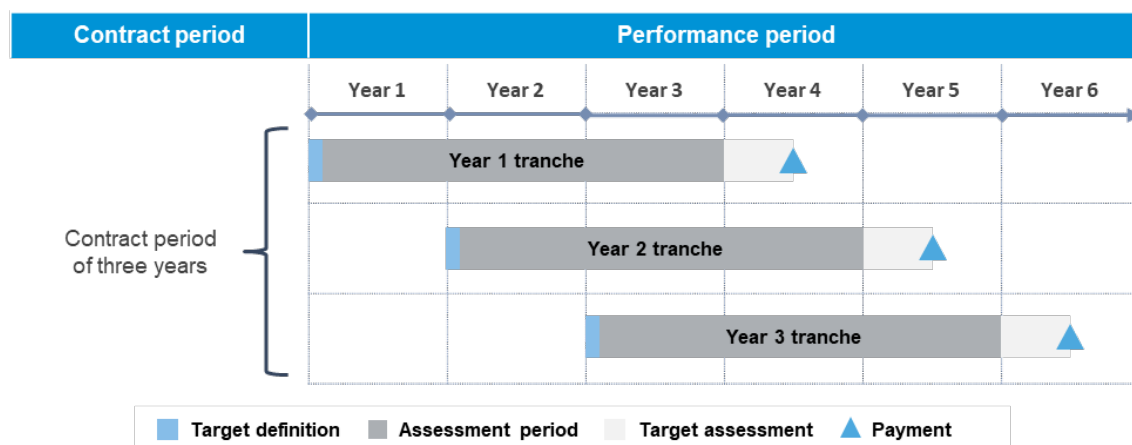 Contract period
Performance period
Year 1
Year 2
Year 3
Year 4
Year 5
Year 6
Year 1 tranche
Contract period
of three years
Year 2 tranche
Year 3 tranche
Target definition
Assessment period
Target assessment
Payment